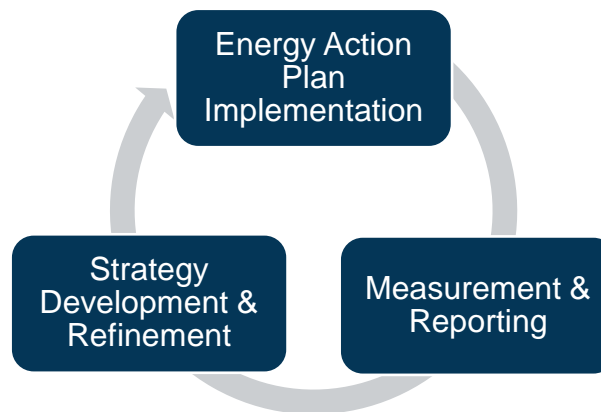 Energy Action
Plan
Implementation
Measurement &
Reporting
Strategy
Development &
Refinement